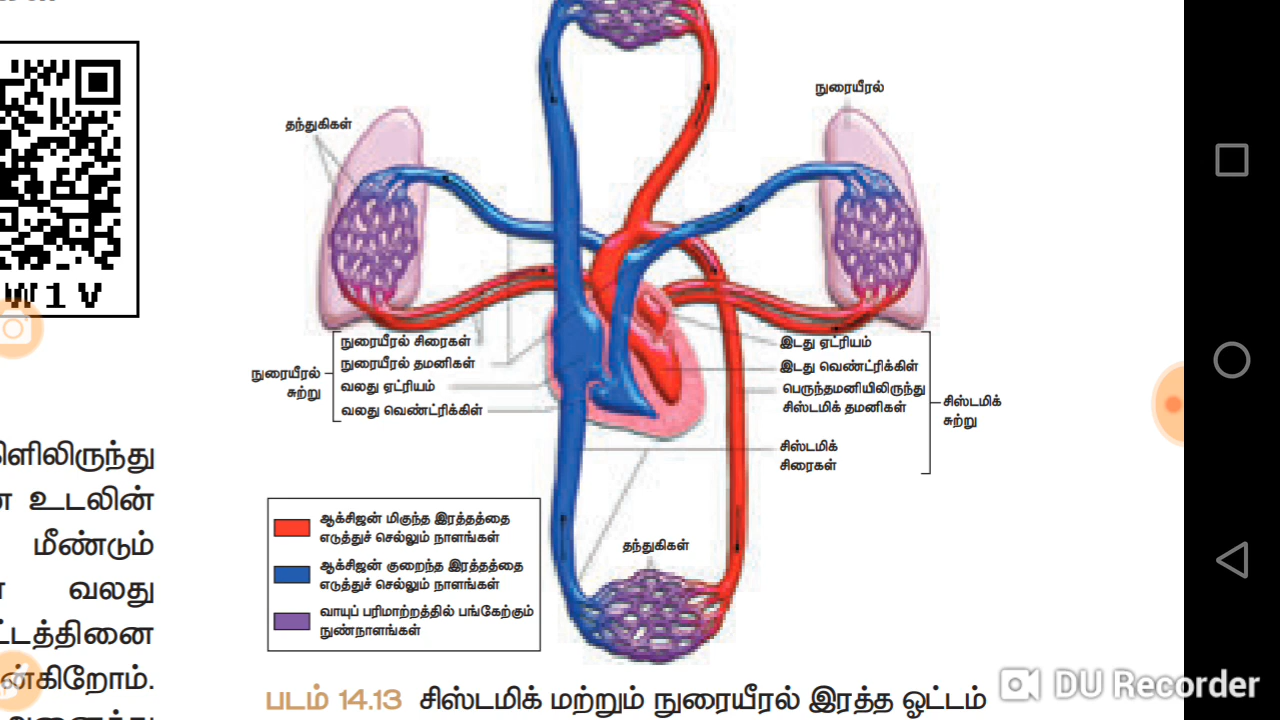 W1V
ளிலிருந்து
உடலின்
மீண்டும்
வலது
ட்டத்தினை
ன்கிறோம்.
நுரையீரல்
தந்துகிகள்
நுரையீரல் சிரைகள்
நுரையீரல் தமனிகள்
வலது ஏட்ரியம்
வலது வெண்ட்ரிக்கிள்
நுரையீரல்
சுற்று
இடது ஏட்ரியம்
இடது வெண்ட்ரிக்கிள்
பெருந்தமனியிலிருந்து
சிஸ்டமிக் தமனிகள்
சிஸ்டமிக்
சுற்று
சிஸ்டமிக்
சிரைகள்
ஆக்சிஜன் மிகுந்த இரத்தத்தை
எடுத்துச் செல்லும் நாளங்கள்
ஆக்சிஜன் குறைந்த இரத்தத்தை
எடுத்துச் செல்லும் நாளங்கள்
வாயுப் பரிமாற்றத்தில் பங்கேற்கும்
நுண்நாளங்கள்
தந்துகிகள்
படம் 14.13 சிஸ்டமிக் மற்றும் நுரையீரல் இரத்த ஓட்டம்
DU Recorder